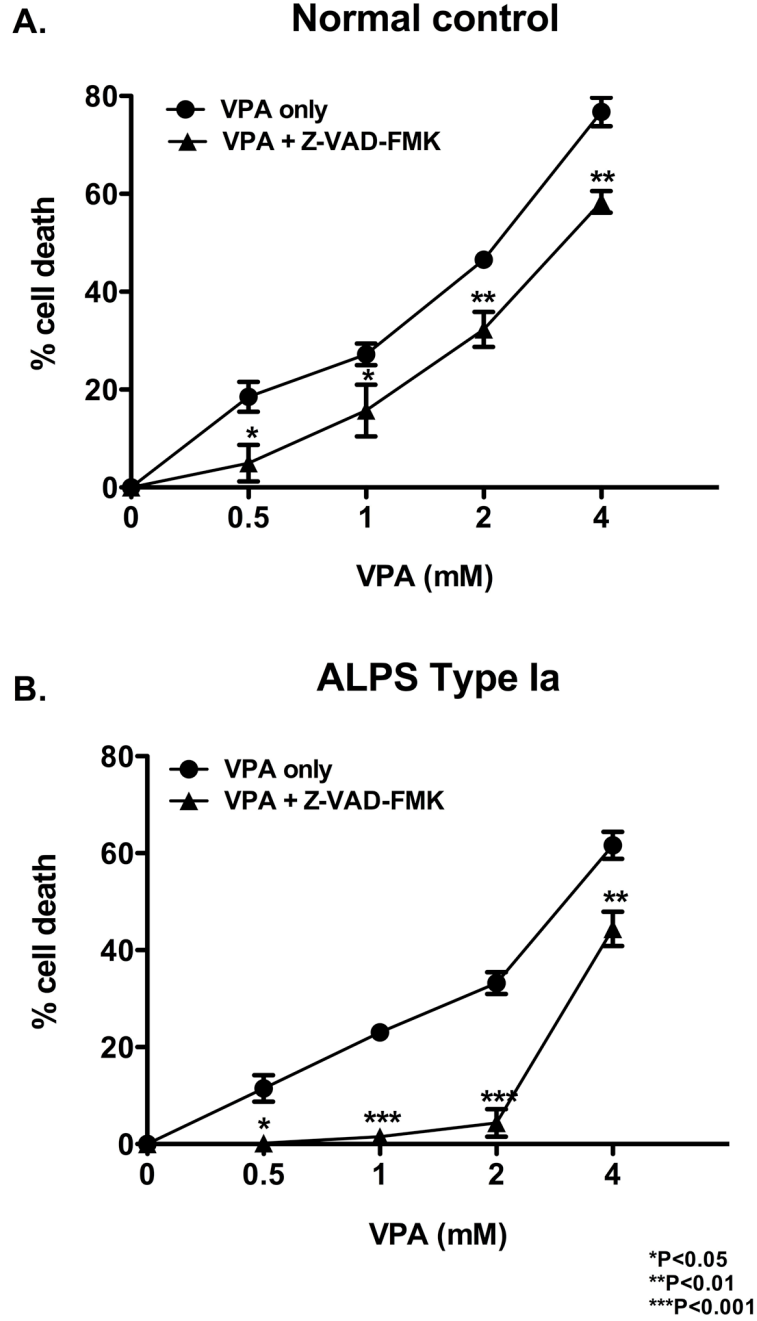 A.
Normal control
80
60
40
20
0
% cell death
VPA only
VPA + Z-VAD-FMK
*
*
**
**
0 0.5 1 2 4
VPA (mM)
B.
ALPS Type Ia
80
60
40
20
0
% cell death
VPA only
VPA + Z-VAD-FMK
*
***
***
**
0 0.5 1 2 4
VPA (mM)
*P<0.05
**P<0.01
***P<0.001